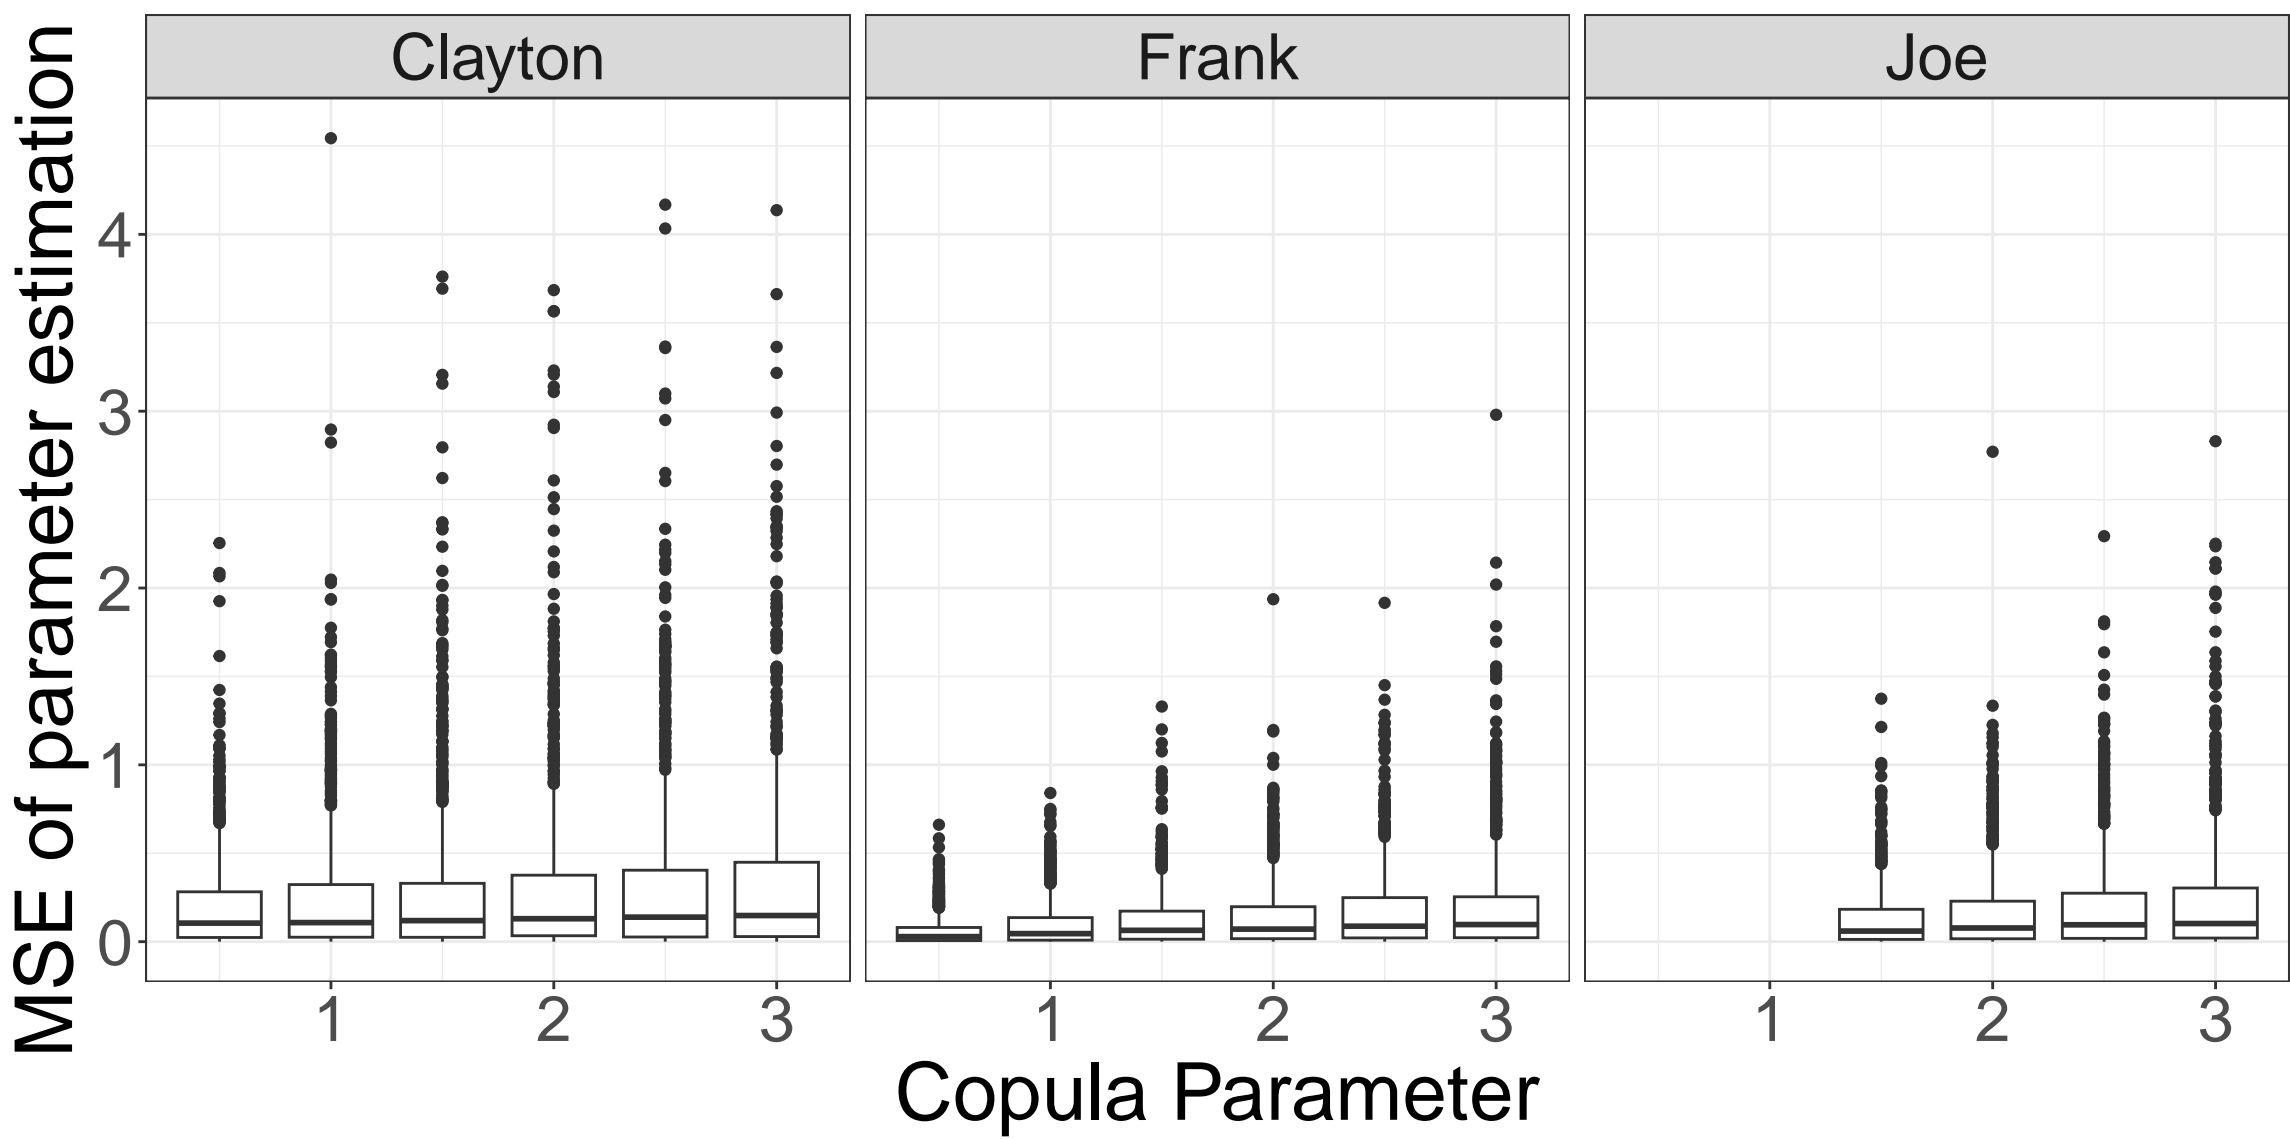 Clayton
Frank
Joe
MSE of parameter estimation
4
3
2
1
0
1
2
3
1
2
3
1
2
3
Copula Parameter